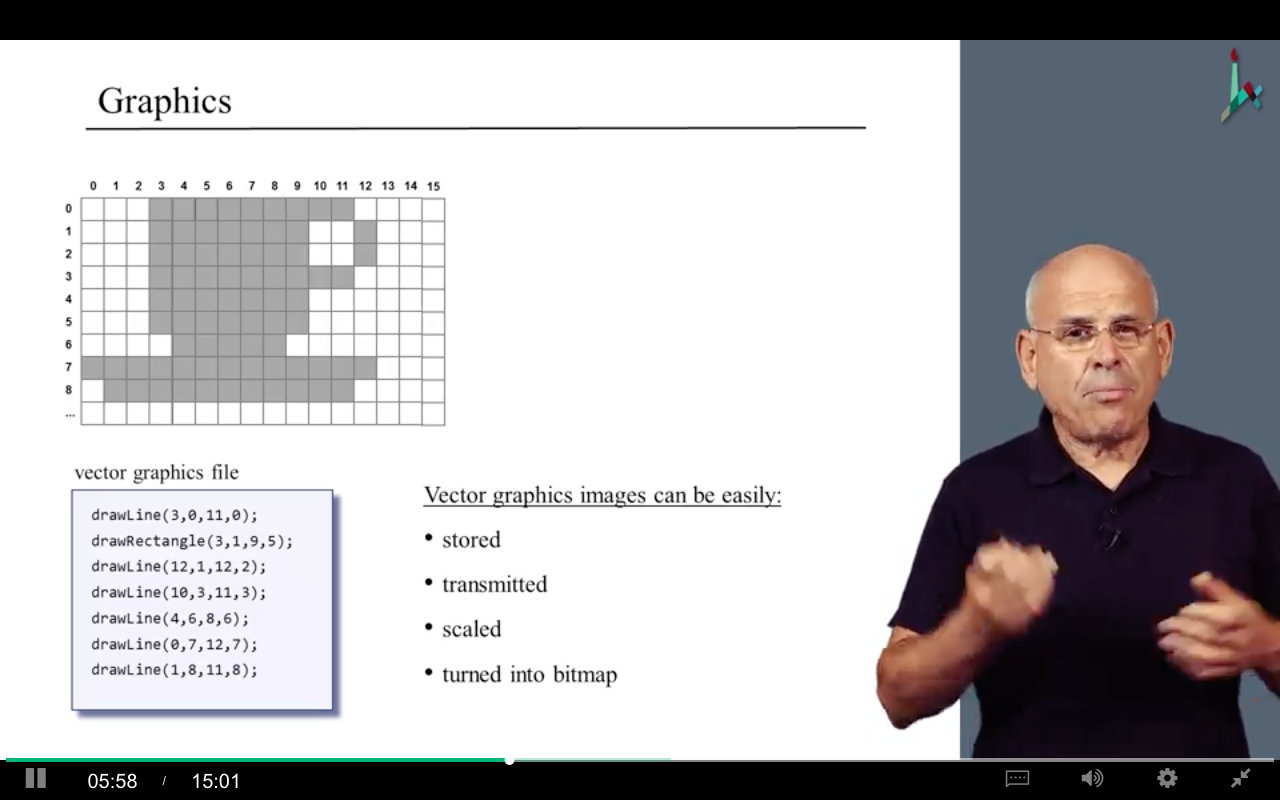 Graphics
0 1 2 3 4 5 6 7 8 9 10 11 12 13 14 15
0
1
2
3
4
5
6
7
8
...
vector graphics file
drawLine(3,0,11,0);
drawRectangle(3,1,9,5);
drawLine(12,1,12,2);
drawLine(10,3,11,3);
drawLine(4,6,8,6);
drawLine(0,7,12,7);
drawLine(1,8,11,8);
Vector graphics images can be easily:
• stored
• transmitted
• scaled
• turned into bitmap
05:58 / 15:01